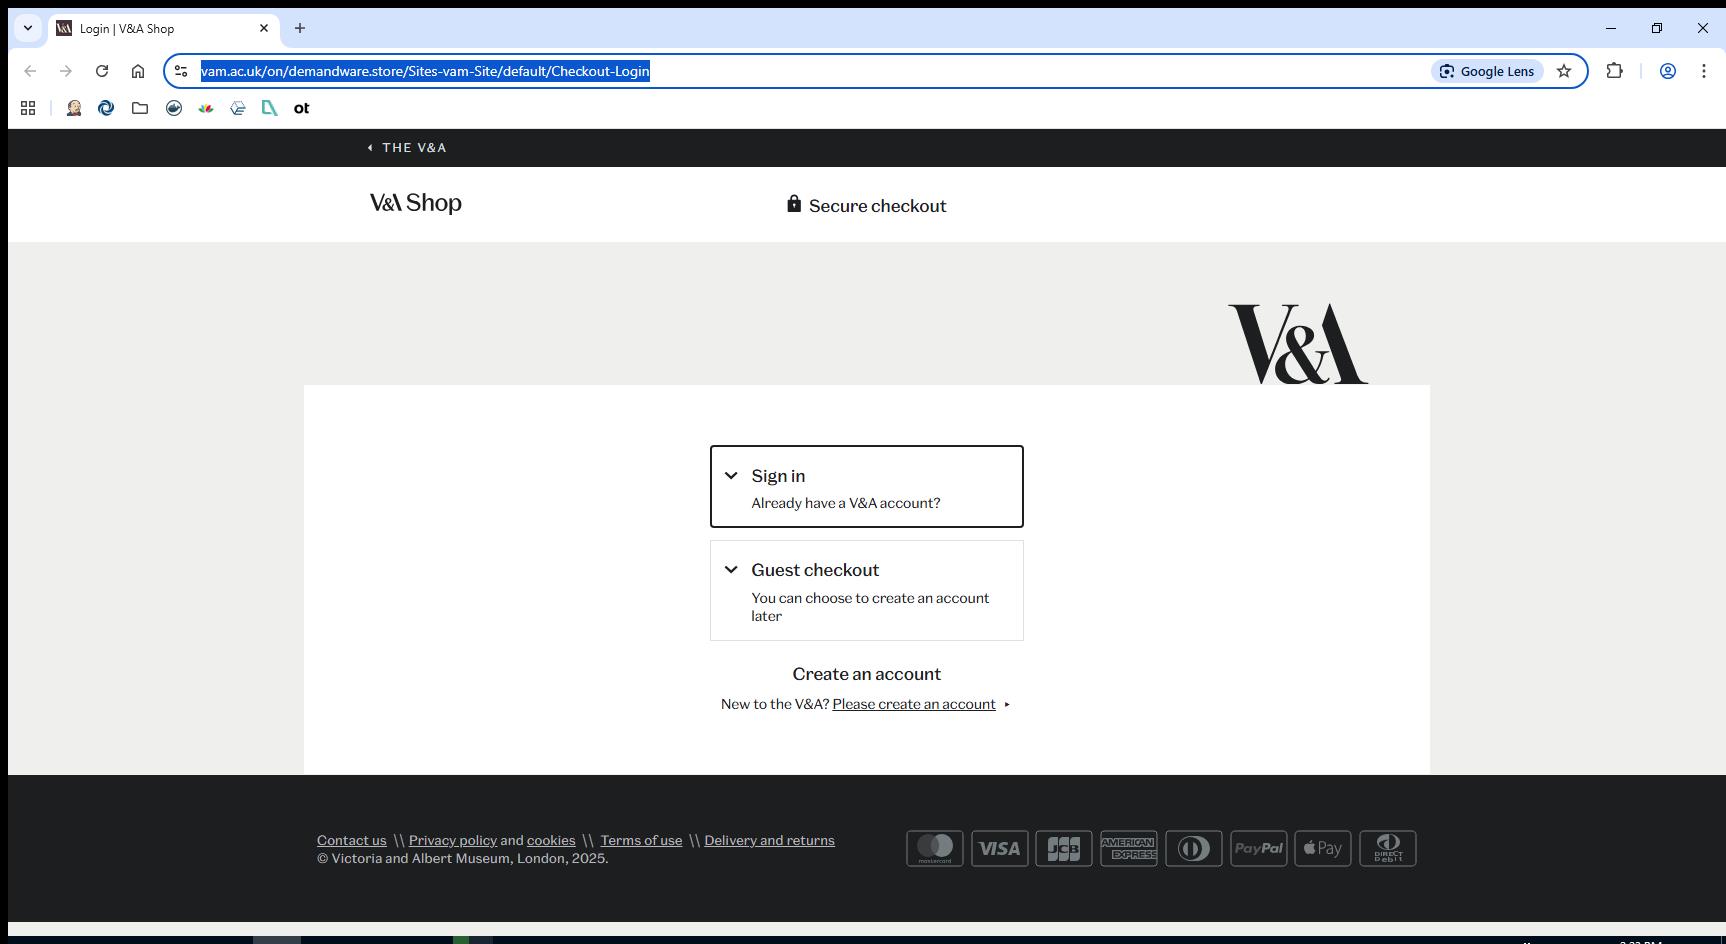 Login | V&A Shop
vam.ac.uk/on/demandware.store/Sites-vam-Site/default/Checkout-Login
Google Lens
ot
THE V&A
V&A Shop
Secure checkout
V&A
Sign in
Already have a V&A account?
Guest checkout
You can choose to create an account
later
Create an account
New to the V&A? Please create an account
Contact us \\ Privacy policy and cookies \\ Terms of use \\ Delivery and returns
© Victoria and Albert Museum, London, 2025.
mastercard
VISA
JCB
AMERICAN
EXPRESS
PayPal
Pay
DIRECT
Debit